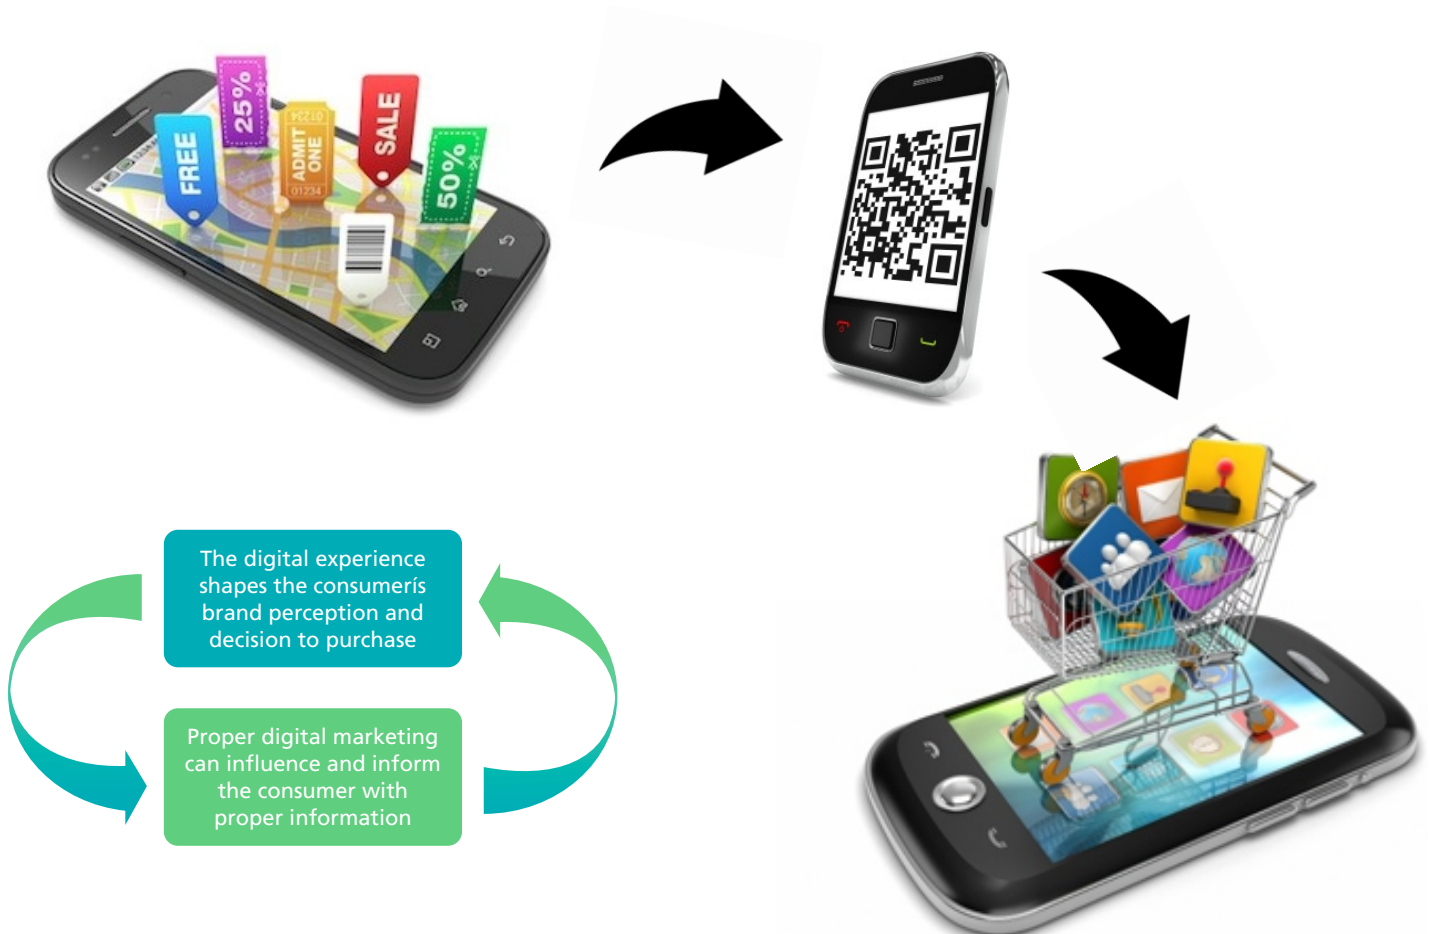 25%
FREE
01234
ADMIT
ONE
01234
SALE
50%
The digital experience
shapes the consumerís
brand perception and
decision to purchase
Proper digital marketing
can influence and inform
the consumer with
proper information